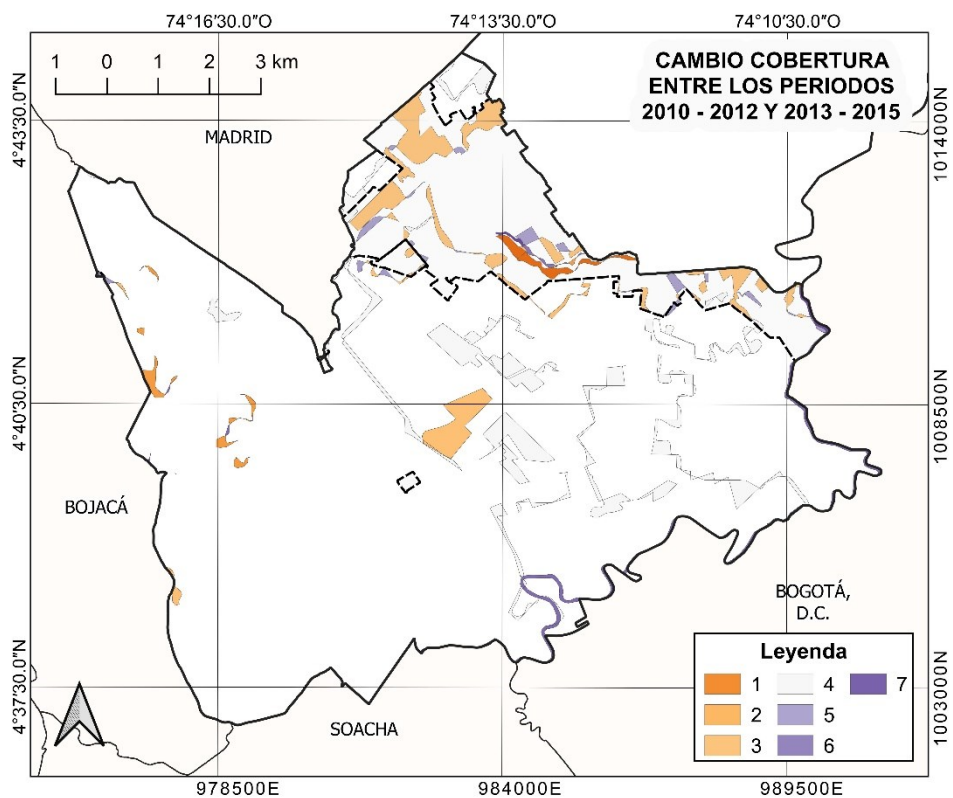 74°16'30.0"O
74°13'30.0"O
74°10'30.0"O
1 0 1 2 3 km
CAMBIO COBERTURA
ENTRE LOS PERIODOS
2010 - 2012 Y 2013 - 2015
4°43'30.0"N
1014000N
MADRID
4°40'30.0"N
1008500N
BOJACÁ
BOGOTÁ,
D.C.
4°37'30.0"N
1003000N
SOACHA
Leyenda
1 4 7
2 5
3 6
978500E
984000E
989500E